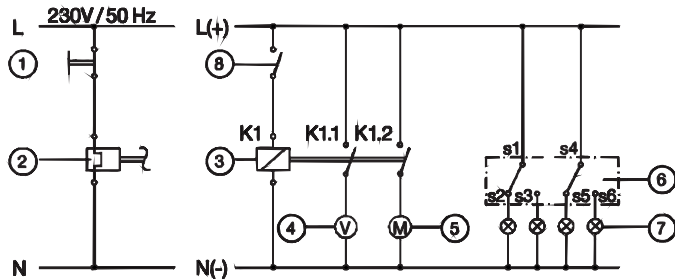 230V/50 Hz
L L(+)
1 8
K1 K1.1 K1.2 s1 s4
2 3 6
s2 s3 s5 s6
4 V M 5 7
N N(-)